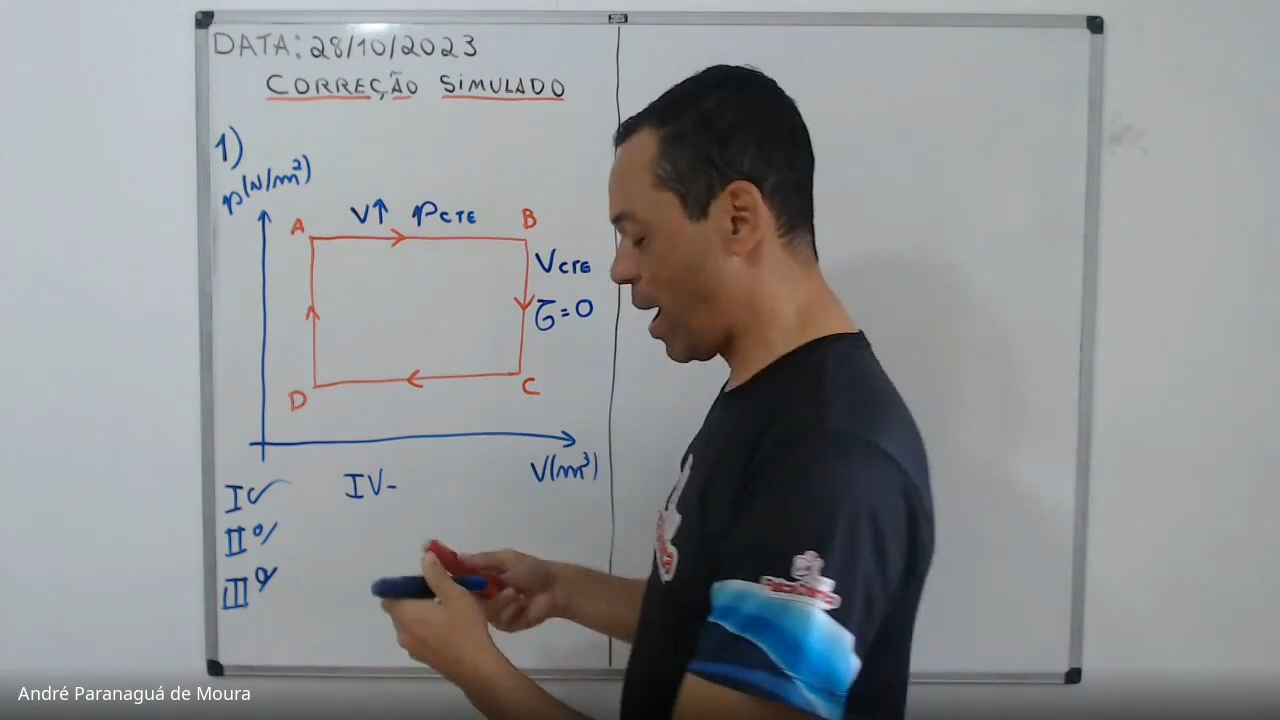 DATA: 28/10/2023
CORREÇÃO SIMULADO
1)
p(N/m²)
A V↑ pCTE B
VCTE
τ=0
D C
V(m³)
I IV-
II
III
André Paranaguá de Moura